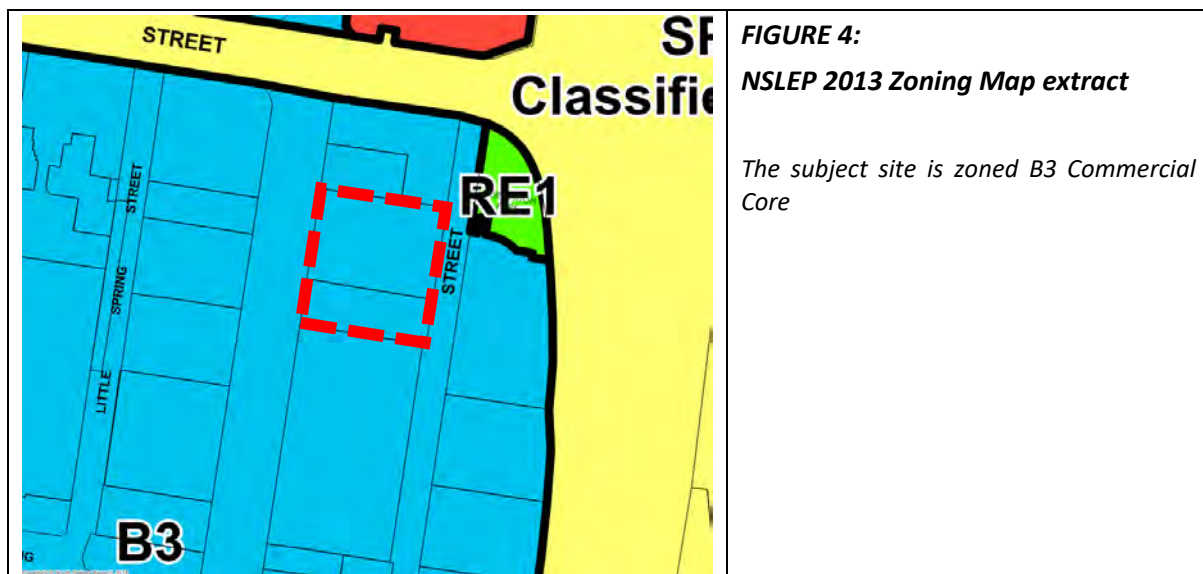 STREET
SP
Classifie
RE1
STREET
STREET
SPRING
LITTLE
B3
G
FIGURE 4:
NSLEP 2013 Zoning Map extract
The subject site is zoned B3 Commercial
Core